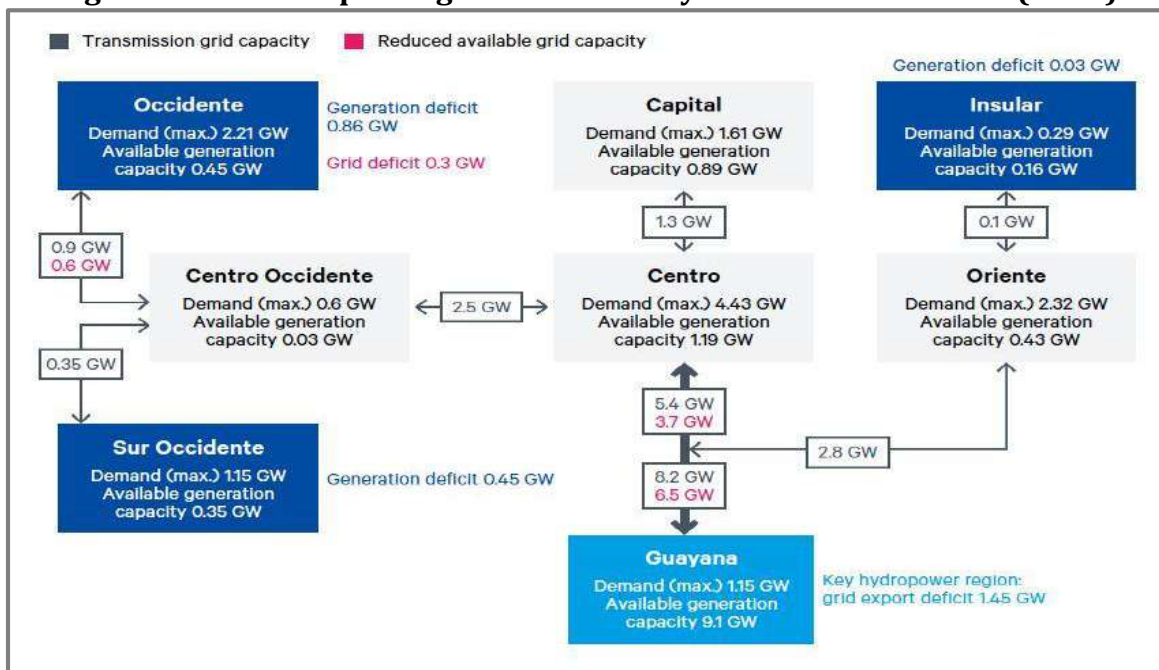 Transmission grid capacity
Reduced available grid capacity
Generation deficit 0.03 GW
Occidente
Demand (max.) 2.21 GW
Available generation
capacity 0.45 GW
Generation deficit
0.86 GW
Grid deficit 0.3 GW
Capital
Demand (max.) 1.61 GW
Available generation
capacity 0.89 GW
Insular
Demand (max.) 0.29 GW
Available generation
capacity 0.16 GW
0.9 GW
0.6 GW
1.3 GW
0.1 GW
Centro Occidente
Demand (max.) 0.6 GW
Available generation
capacity 0.03 GW
2.5 GW
Centro
Demand (max.) 4.43 GW
Available generation
capacity 1.19 GW
Oriente
Demand (max.) 2.32 GW
Available generation
capacity 0.43 GW
0.35 GW
5.4 GW
3.7 GW
2.8 GW
8.2 GW
6.5 GW
Sur Occidente
Demand (max.) 1.15 GW
Available generation
capacity 0.35 GW
Generation deficit 0.45 GW
Guayana
Demand (max.) 1.15 GW
Available generation
capacity 9.1 GW
Key hydropower region:
grid export deficit 1.45 GW